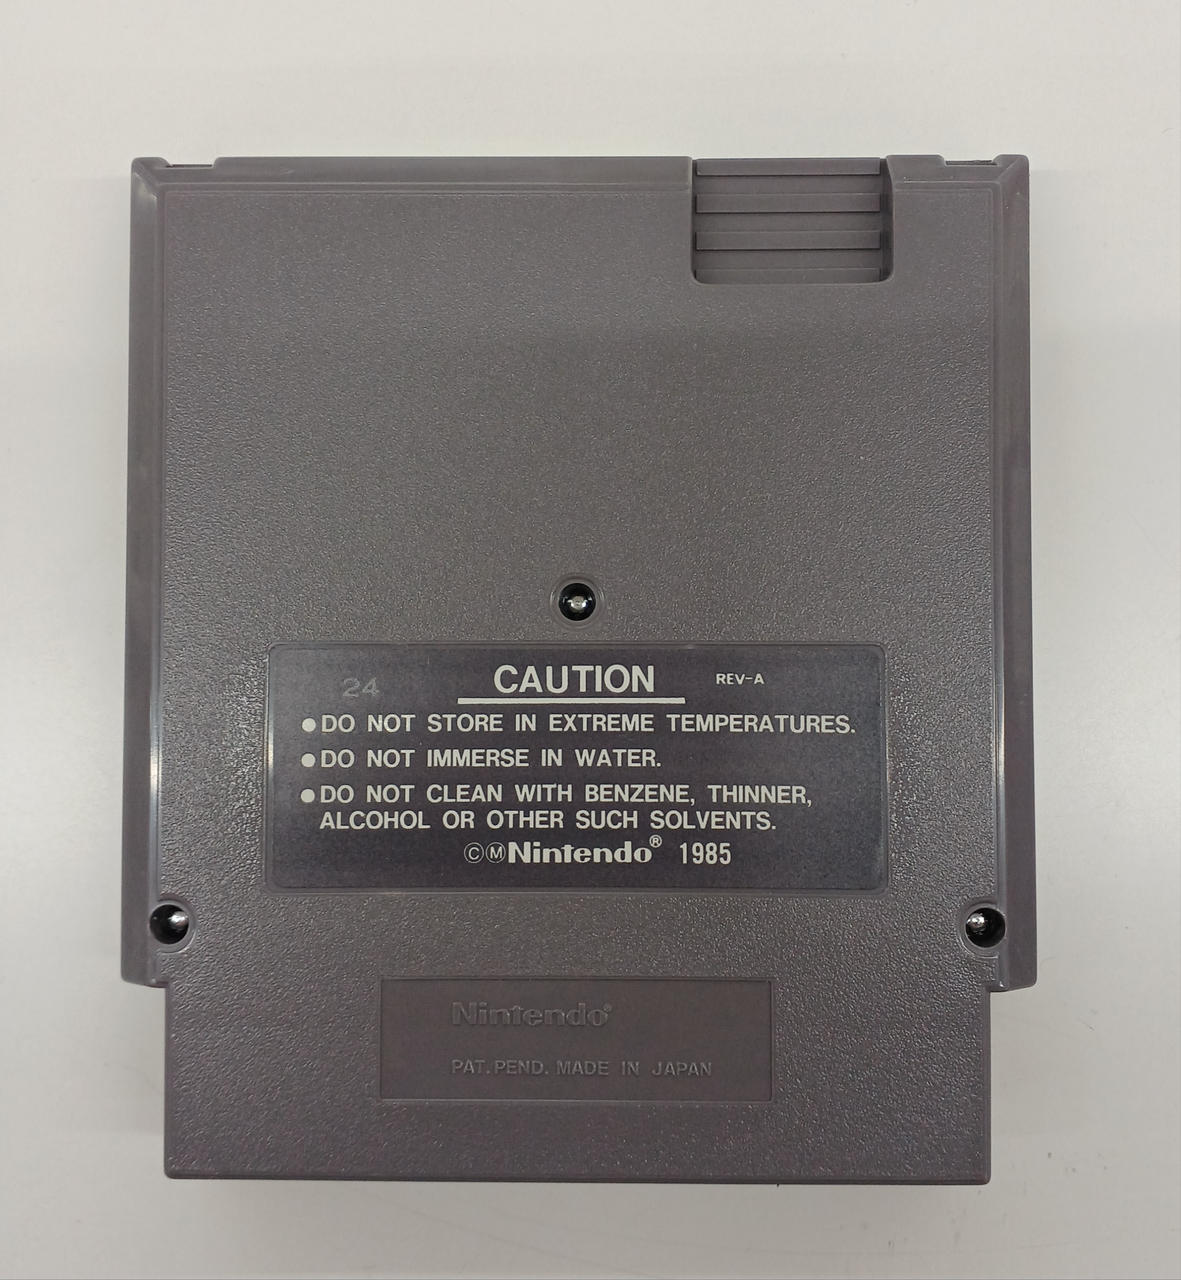 24 CAUTION REV-A
●DO NOT STORE IN EXTREME TEMPERATURES.
●DO NOT IMMERSE IN WATER.
●DO NOT CLEAN WITH BENZENE, THINNER,
ALCOHOL OR OTHER SUCH SOLVENTS.
©ⓂNintendo® 1985
Nintendo®
PAT. PEND. MADE IN JAPAN